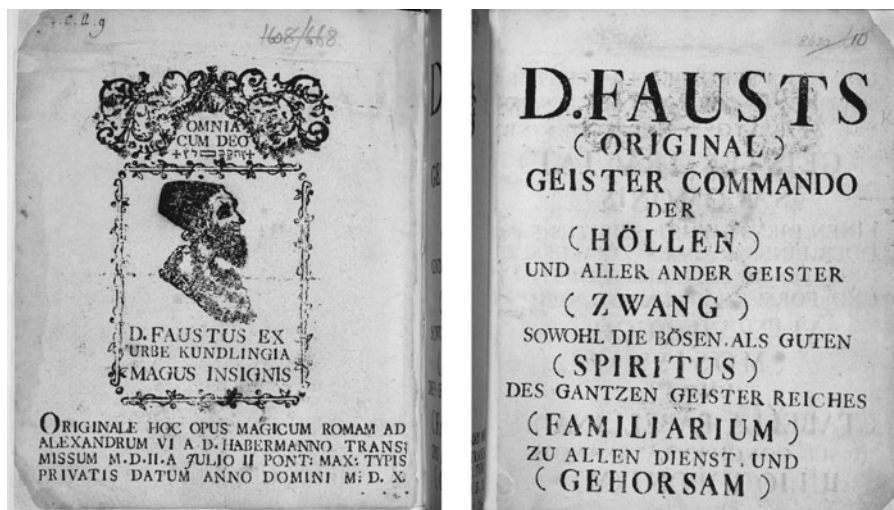 1608/668
OMNIA
CUM DEO
D. FAUSTUS EX
URBE KUNDLINGIA
MAGUS INSIGNIS
ORIGINALE HOC OPUS MAGICUM ROMAM AD
ALEXANDRUM VI A D. HABERMANNO TRANS:
MISSUM M.D.II. A JULIO II PONT: MAX: TYPIS
PRIVATIS DATUM ANNO DOMINI M: D. X.
D. FAUSTS
( ORIGINAL )
GEISTER COMMANDO
DER
( HÖLLEN )
UND ALLER ANDER GEISTER
( ZWANG )
SOWOHL DIE BÖSEN. ALS GUTEN
( SPIRITUS )
DES GANTZEN GEISTER REICHES
( FAMILIARIUM )
ZU ALLEN DIENST. UND
( GEHORSAM )